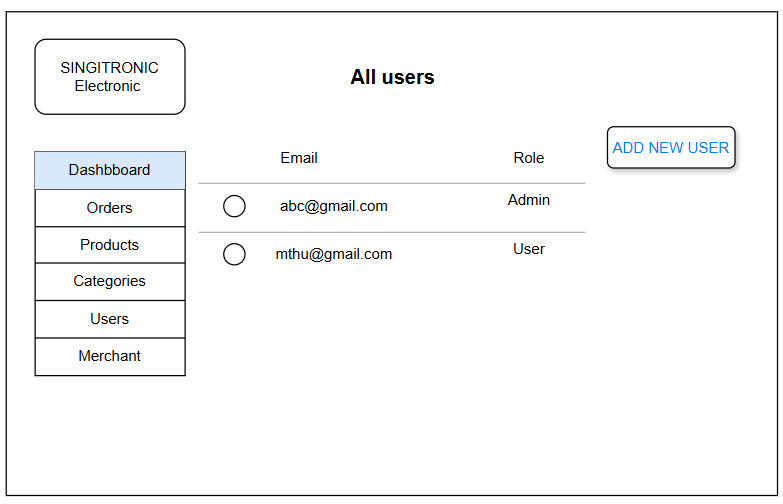 SINGITRONIC
Electronic
All users
ADD NEW USER
Email Role
abc@gmail.com Admin
mthu@gmail.com User
Dashbboard
Orders
Products
Categories
Users
Merchant